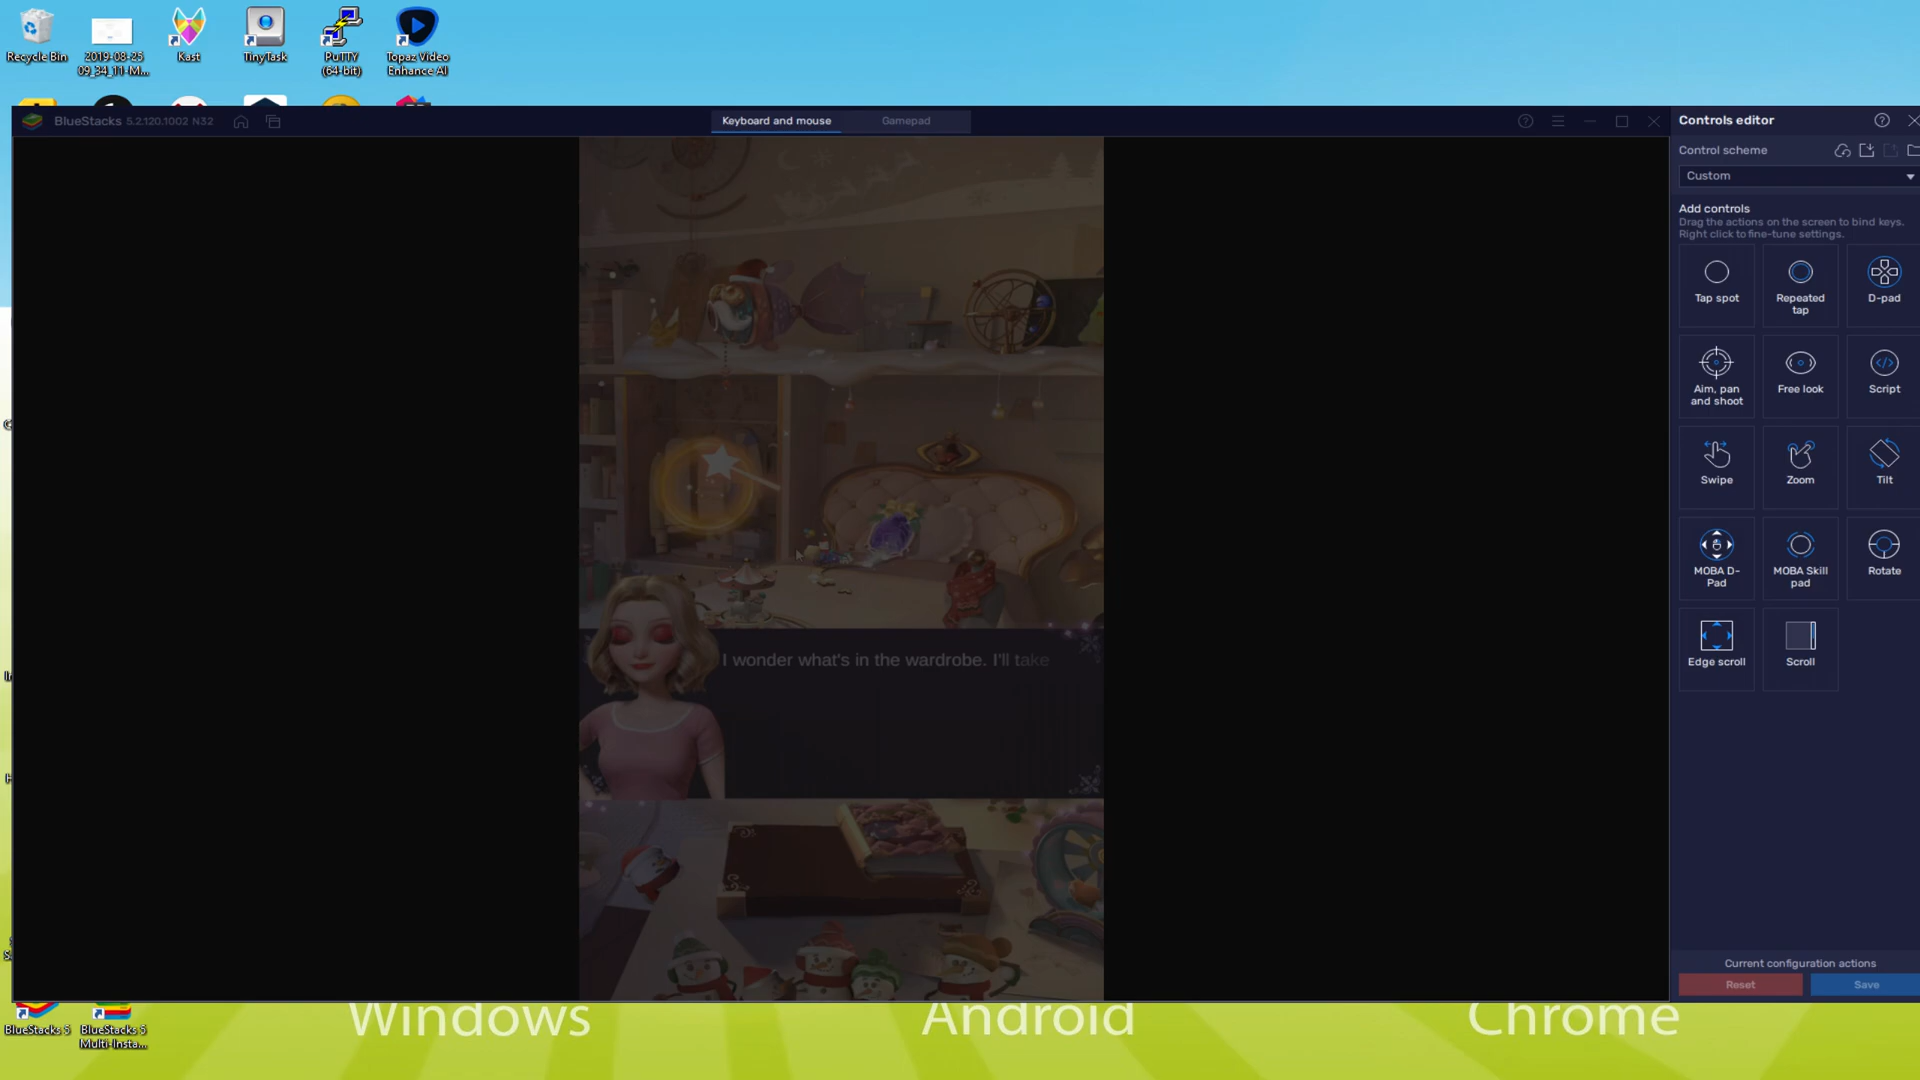 Recycle Bin
2019-08-25
09_34_11-M...
Kast
TinyTask
PuTTY
(64-bit)
Topaz Video
Enhance AI
BlueStacks 5.2.120.1002 N32
Keyboard and mouse
Gamepad
Controls editor
Control scheme
Custom
Add controls
Drag the actions on the screen to bind keys.
Right click to fine-tune settings.
Tap spot
Repeated
tap
D-pad
Aim, pan
and shoot
Free look
Script
Swipe
Zoom
Tilt
MOBA D-
Pad
MOBA Skill
pad
Rotate
Edge scroll
Scroll
I wonder what's in the wardrobe. I'll take
Current configuration actions
Reset
Save
BlueStacks 5
BlueStacks 5
Multi-Insta...
Windows
Android
Chrome